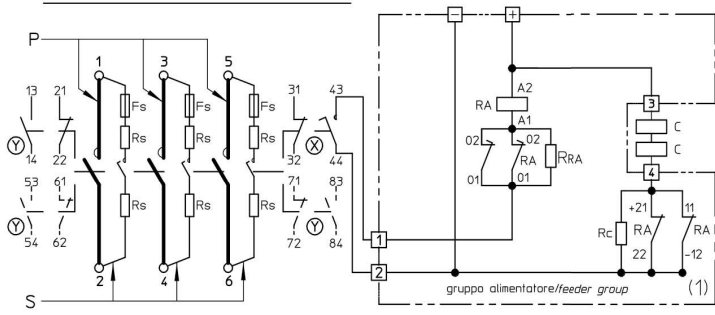 − +
P
1 3 5
13 21 31 43
Fs Fs Fs
A2
RA
A1
3
C
C
4
Rs Rs Rs
Y 14 22 32 X 44
02 02
RA RRA
01 01
53 61 71 83
Rs Rs Rs
Y 54 62 72 Y 84
1
+21 11
Rc RA RA
22 -12
2
2 4 6
S
gruppo alimentatore/feeder group (1)